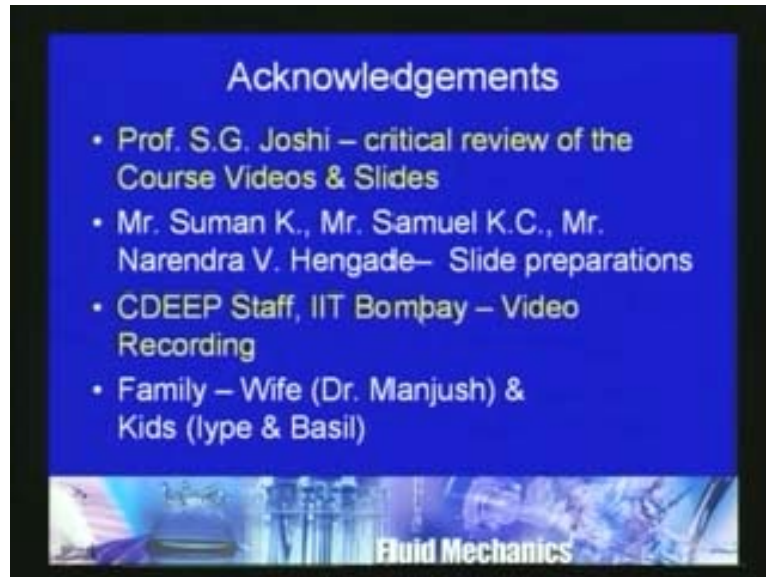 Acknowledgements
• Prof. S.G. Joshi – critical review of the
Course Videos & Slides
• Mr. Suman K., Mr. Samuel K.C., Mr.
Narendra V. Hengade– Slide preparations
• CDEEP Staff, IIT Bombay – Video
Recording
• Family – Wife (Dr. Manjush) &
Kids (Iype & Basil)
Fluid Mechanics